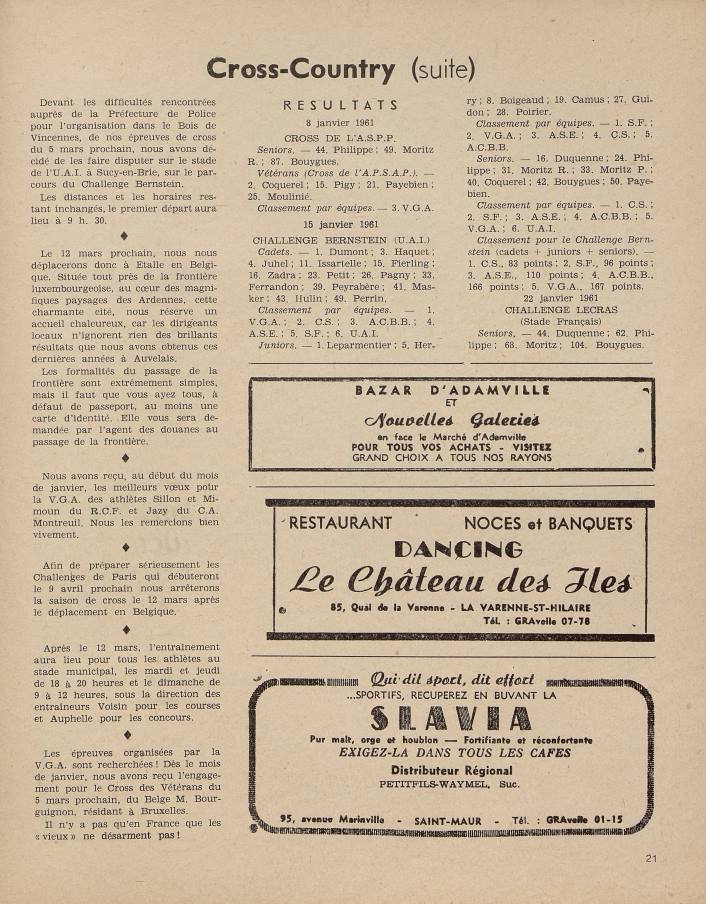 Cross-Country (suite)
Devant les difficultés rencontrées
auprès de la Préfecture de Police
pour l'organisation dans le Bois de
Vincennes, de nos épreuves de cross
du 5 mars prochain, nous avons dé-
cidé de les faire disputer sur le stade
de l'U.A.I. à Sucy-en-Brie, sur le par-
cours du Challenge Bernstein.
Les distances et les horaires res-
tant inchangés, le premier départ aura
lieu à 9 h. 30.
♦
Le 12 mars prochain, nous nous
déplacerons donc à Etalle en Belgi-
que. Située tout près de la frontière
luxembourgeoise, au cœur des magni-
fiques paysages des Ardennes, cette
charmante cité, nous réserve un
accueil chaleureux, car les dirigeants
locaux n'ignorent rien des brillants
résultats que nous avons obtenus ces
dernières années à Auvelais.
Les formalités du passage de la
frontière sont extrêmement simples,
mais il faut que vous ayez tous, à
défaut de passeport, au moins une
carte d'identité. Elle vous sera de-
mandée par l'agent des douanes au
passage de la frontière.
♦
Nous avons reçu, au début du mois
de janvier, les meilleurs vœux pour
la V.G.A. des athlètes Sillon et Mi-
moun du R.C.F. et Jazy du C.A.
Montreuil. Nous les remercions bien
vivement.
♦
Afin de préparer sérieusement les
Challenges de Paris qui débuteront
le 9 avril prochain nous arrêterons
la saison de cross le 12 mars après
le déplacement en Belgique.
♦
Après le 12 mars, l'entraînement
aura lieu pour tous les athlètes au
stade municipal, les mardi et jeudi
de 18 à 20 heures et le dimanche de
9 à 12 heures, sous la direction des
entraîneurs Voisin pour les courses
et Auphelle pour les concours.
♦
Les épreuves organisées par la
V.G.A. sont recherchées ! Dès le mois
de janvier, nous avons reçu l'engage-
ment pour le Cross des Vétérans du
5 mars prochain, du Belge M. Bour-
guignon, résidant à Bruxelles.
Il n'y a pas qu'en France que les
« vieux » ne désarment pas !
RESULTATS
8 janvier 1961
CROSS DE L'A.S.P.P.
Seniors. — 44. Philippe ; 49. Moritz
R. ; 87. Bouygues.
Vétérans (Cross de l'A.P.S.A.P.). —
2. Coquerel ; 15. Pigy ; 21. Payebien ;
25. Moulinié.
Classement par équipes. — 3. V.G.A.
15 janvier 1961
CHALLENGE BERNSTEIN (U.A.I.)
Cadets. — 1. Dumont ; 3. Haquet ;
4. Juhel ; 11. Issartelle ; 15. Fierling ;
16. Zadra ; 23. Petit ; 26. Pagny ; 33.
Ferrandon ; 39. Peyrabère ; 41. Mas-
ker ; 43. Hulin ; 49. Perrin.
Classement par équipes. — 1.
V.G.A. ; 2. C.S. ; 3. A.C.B.B. ; 4.
A.S.E. ; 5. S.F. ; 6. U.A.I.
Juniors. — 1. Leparmentier ; 5. Her-
ry ; 8. Boigeaud ; 19. Camus ; 27. Gui-
don ; 28. Poirier.
Classement par équipes. — 1. S.F. ;
2. V.G.A. ; 3. A.S.E. ; 4. C.S. ; 5.
A.C.B.B.
Seniors. — 16. Duquenne ; 24. Phi-
lippe ; 31. Moritz R. ; 33. Moritz P. ;
40. Coquerel ; 42. Bouygues ; 50. Paye-
bien.
Classement par équipes. — 1. C.S. ;
2. S.F. ; 3. A.S.E. ; 4. A.C.B.B. ; 5.
V.G.A. ; 6. U.A.I.
Classement pour le Challenge Bern-
stein (cadets + juniors + seniors). —
1. C.S., 83 points ; 2. S.F., 96 points ;
3. A.S.E., 110 points ; 4. A.C.B.B.,
166 points ; 5. V.G.A., 167 points.
22 janvier 1961
CHALLENGE LECRAS
(Stade Français)
Seniors, — 44. Duquenne ; 62. Phi-
lippe ; 68. Moritz ; 104. Bouygues.
BAZAR D'ADAMVILLE
ET
Nouvelles Galeries
en face le Marché d'Adamville
POUR TOUS VOS ACHATS - VISITEZ
GRAND CHOIX A TOUS NOS RAYONS
RESTAURANT NOCES et BANQUETS
DANCING
Le Château des Iles
85, Quai de la Varenne - LA VARENNE-ST-HILAIRE
Tél. : GRAvelle 07-78
Qui dit sport, dit effort
...SPORTIFS, RECUPEREZ EN BUVANT LA
SLAVIA
Pur malt, orge et houblon — Fortifiante et réconfortante
EXIGEZ-LA DANS TOUS LES CAFES
Distributeur Régional
PETITFILS-WAYMEL, Suc.
95, avenue Marinville - SAINT-MAUR - Tél. : GRAvelle 01-15
21